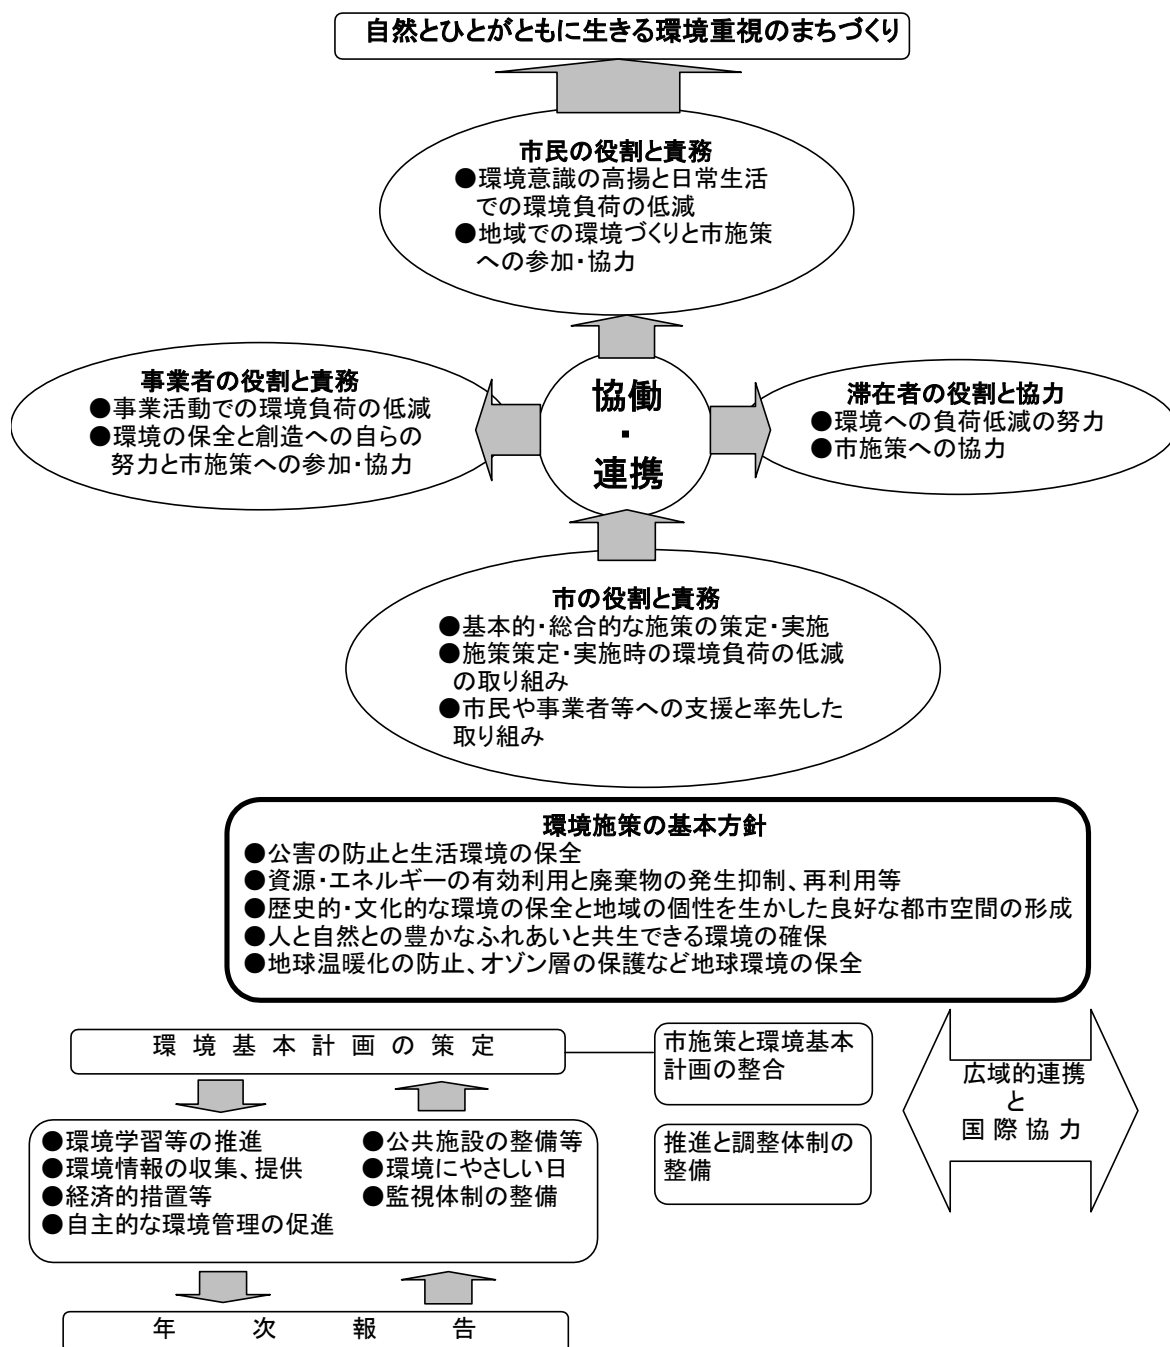 自然とひとがともに生きる環境重視のまちづくり
市民の役割と責務
●環境意識の高揚と日常生活
での環境負荷の低減
●地域での環境づくりと市施策
への参加・協力
事業者の役割と責務
●事業活動での環境負荷の低減
●環境の保全と創造への自らの
努力と市施策への参加・協力
協働
・
連携
滞在者の役割と協力
●環境への負荷低減の努力
●市施策への協力
市の役割と責務
●基本的・総合的な施策の策定・実施
●施策策定・実施時の環境負荷の低減
の取り組み
●市民や事業者等への支援と率先した
取り組み
環境施策の基本方針
●公害の防止と生活環境の保全
●資源・エネルギーの有効利用と廃棄物の発生抑制、再利用等
●歴史的・文化的な環境の保全と地域の個性を生かした良好な都市空間の形成
●人と自然との豊かなふれあいと共生できる環境の確保
●地球温暖化の防止、オゾン層の保護など地球環境の保全
環 境 基 本 計 画 の 策 定
市施策と環境基本
計画の整合
●環境学習等の推進
●環境情報の収集、提供
●経済的措置等
●自主的な環境管理の促進
●公共施設の整備等
●環境にやさしい日
●監視体制の整備
推進と調整体制の
整備
広域的連携
と
国 際 協 力
年 次 報 告